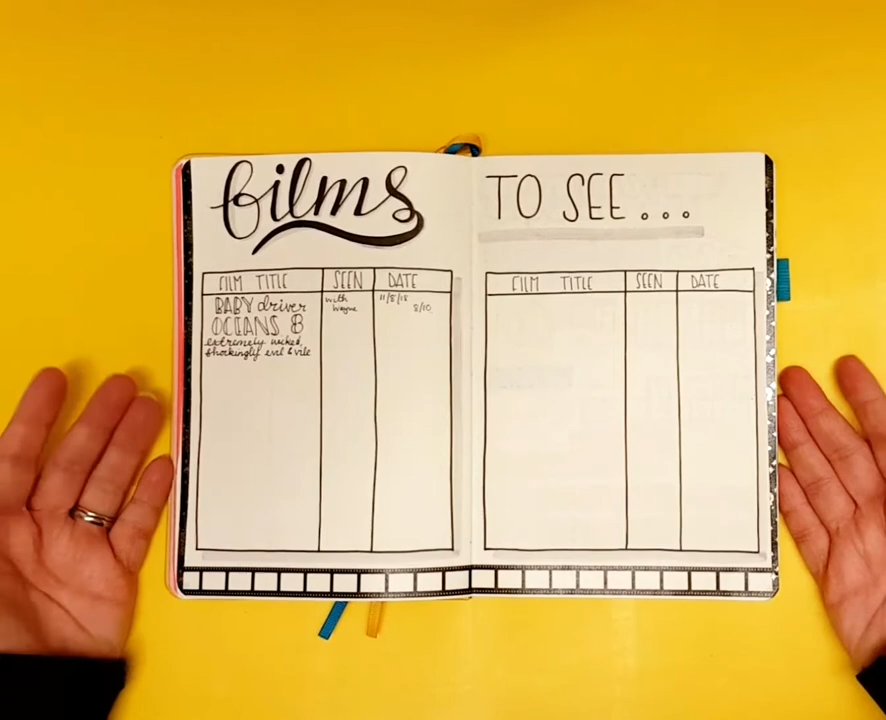 films
TO SEE...
FILM TITLE SEEN DATE
BABY driver with Wayne 11/8/18 8/10
OCEANS 8
extremely wicked,
shockingly evil & vile
FILM TITLE SEEN DATE